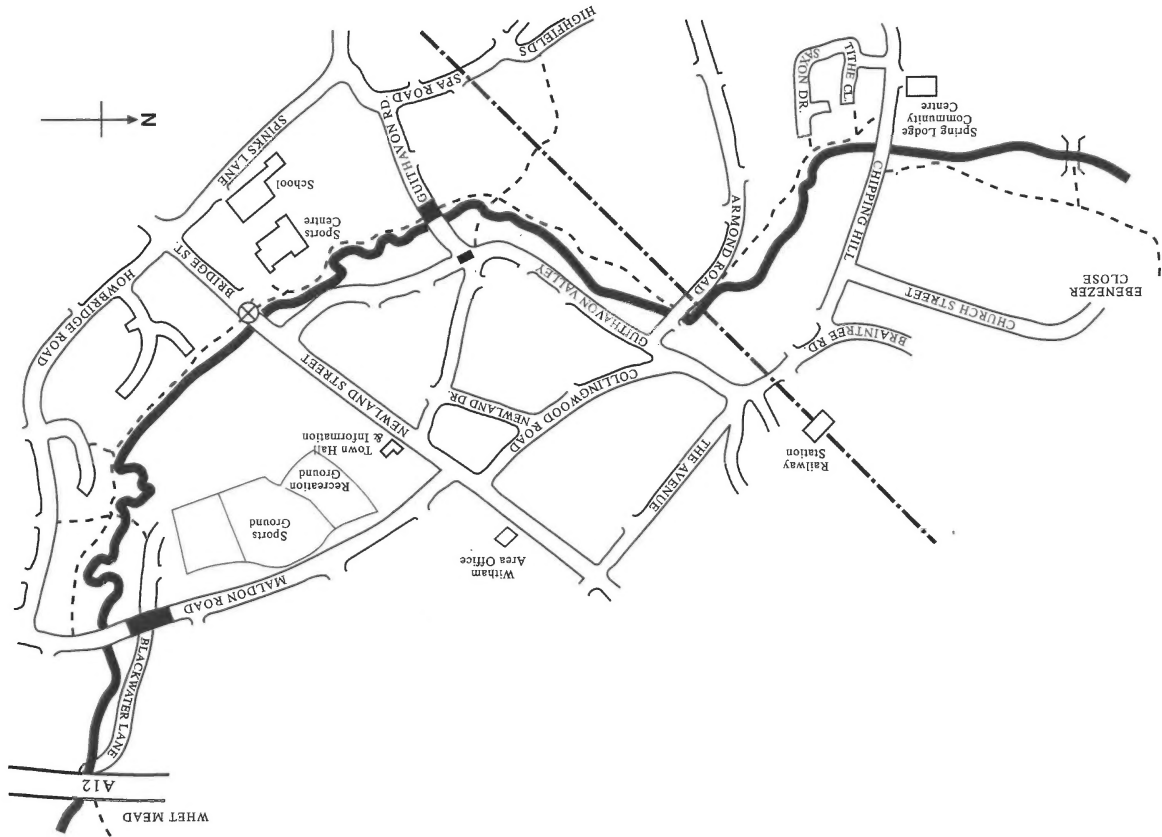 HIGHFIELDS
SPA ROAD
GUITHAVON RD.
SPINKS LANE
N
School
Sports
Centre
BRIDGE ST.
HOWBRIDGE ROAD
SAXON DR.
TITHE CL.
Spring Lodge
Community
Centre
CHIPPING HILL
ARMOND ROAD
EBENEZER
CLOSE
CHURCH STREET
BRAINTREE RD.
GUITHAVON VALLEY
COLLINGWOOD ROAD
NEWLAND DR.
NEWLAND STREET
Town Hall
& Information
Recreation
Ground
Sports
Ground
THE AVENUE
Railway
Station
Witham
Area Office
MALDON ROAD
BLACKWATER LANE
A12
WHET MEAD